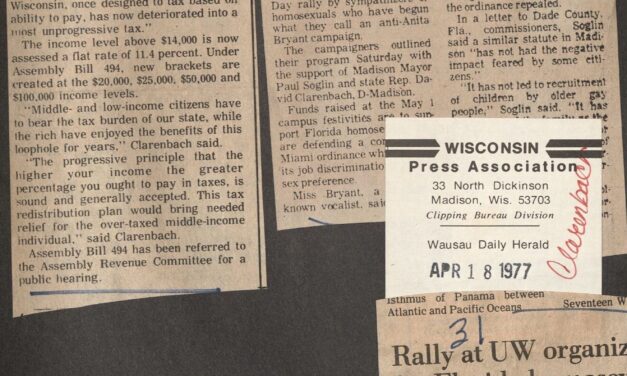 Wisconsin, once designed to tax based on
ability to pay, has now deteriorated into a
most unprogressive tax."
The income level above $14,000 is now
assessed a flat rate of 11.4 percent. Under
Assembly Bill 494, new brackets are
created at the $20,000, $25,000, $50,000 and
$100,000 income levels.
"Middle- and low-income citizens have
to bear the tax burden of our state, while
the rich have enjoyed the benefits of this
loophole for years," Clarenbach said.
"The progressive principle that the
higher your income the greater
percentage you ought to pay in taxes, is
sound and generally accepted. This tax
redistribution plan would bring needed
relief for the over-taxed middle-income
individual," said Clarenbach.
Assembly Bill 494 has been referred to
the Assembly Revenue Committee for a
public hearing.
Day rally by sympathizers
homosexuals who have begun
what they call an anti-Anita
Bryant campaign.
The campaigners outlined
their program Saturday with
the support of Madison Mayor
Paul Soglin and state Rep. Da-
vid Clarenbach, D-Madison.
Funds raised at the May 1
campus festivities are to sup-
port Florida homose
are defending a con
Miami ordinance wh
its job discrimination
sex preference
Miss Bryant, a
known vocalist, said
the ordinance repealed.
In a letter to Dade County,
Fla., commissioners, Soglin
said a similar statute in Madi-
son "has not had the negative
impact feared by some citi-
zens."
"It has not led to recruitment
of children by older gay
people," Soglin said. "It has
WISCONSIN
Press Association
33 North Dickinson
Madison, Wis. 53703
Clipping Bureau Division
Wausau Daily Herald
APR 18 1977
Clarenbach
Isthmus of Panama between
Atlantic and Pacific Oceans.
Seventeen W
31
Rally at UW organiz